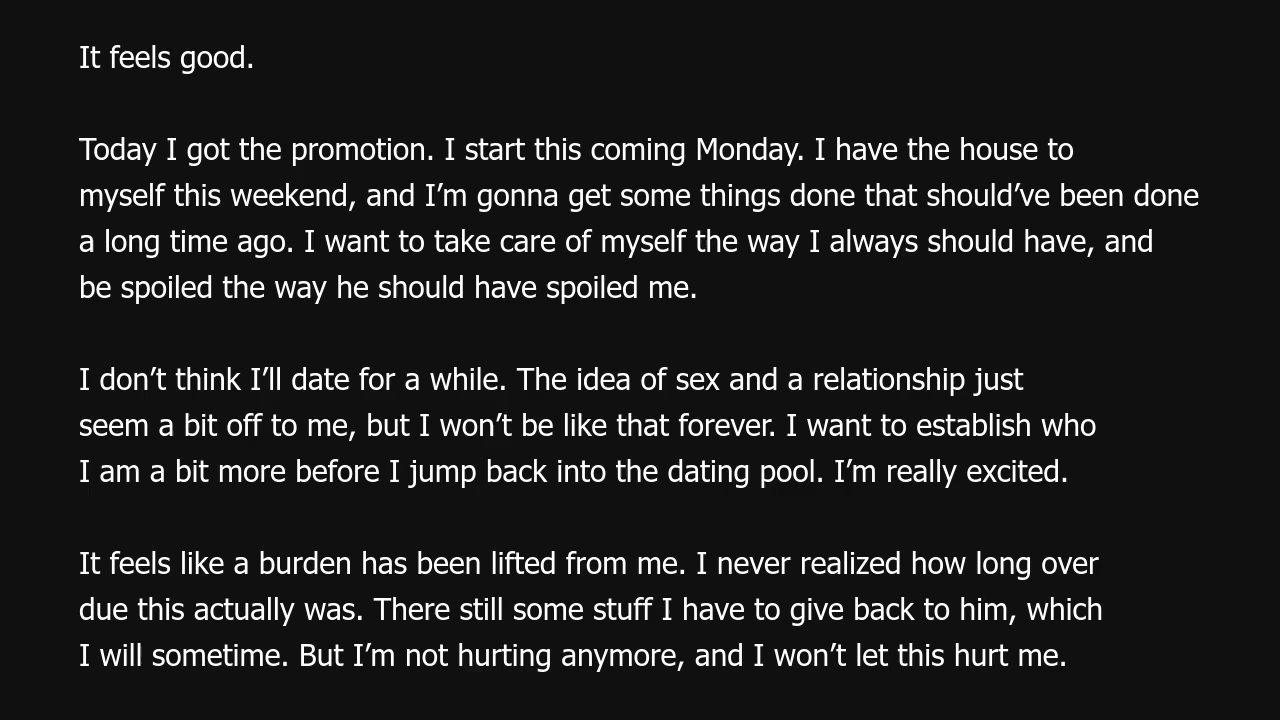 It feels good.
Today I got the promotion. I start this coming Monday. I have the house to
myself this weekend, and I’m gonna get some things done that should’ve been done
a long time ago. I want to take care of myself the way I always should have, and
be spoiled the way he should have spoiled me.
I don’t think I’ll date for a while. The idea of sex and a relationship just
seem a bit off to me, but I won’t be like that forever. I want to establish who
I am a bit more before I jump back into the dating pool. I’m really excited.
It feels like a burden has been lifted from me. I never realized how long over
due this actually was. There still some stuff I have to give back to him, which
I will sometime. But I’m not hurting anymore, and I won’t let this hurt me.